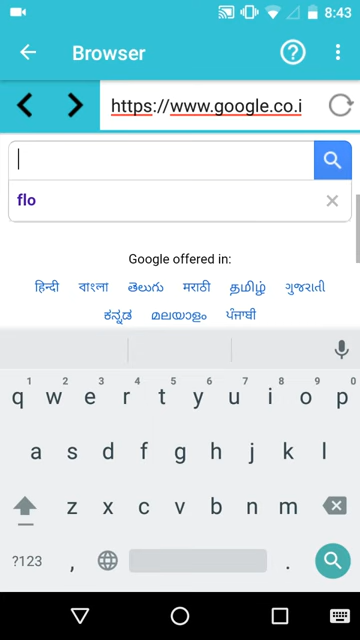 8:43
Browser
https://www.google.co.i
flo
Google offered in:
हिन्दी বাংলা తెలుగు मराठी தமிழ் ગુજરાતી
ಕನ್ನಡ മലയാളം ਪੰਜਾਬੀ
1 2 3 4 5 6 7 8 9 0
q w e r t y u i o p
a s d f g h j k l
z x c v b n m
?123 , .